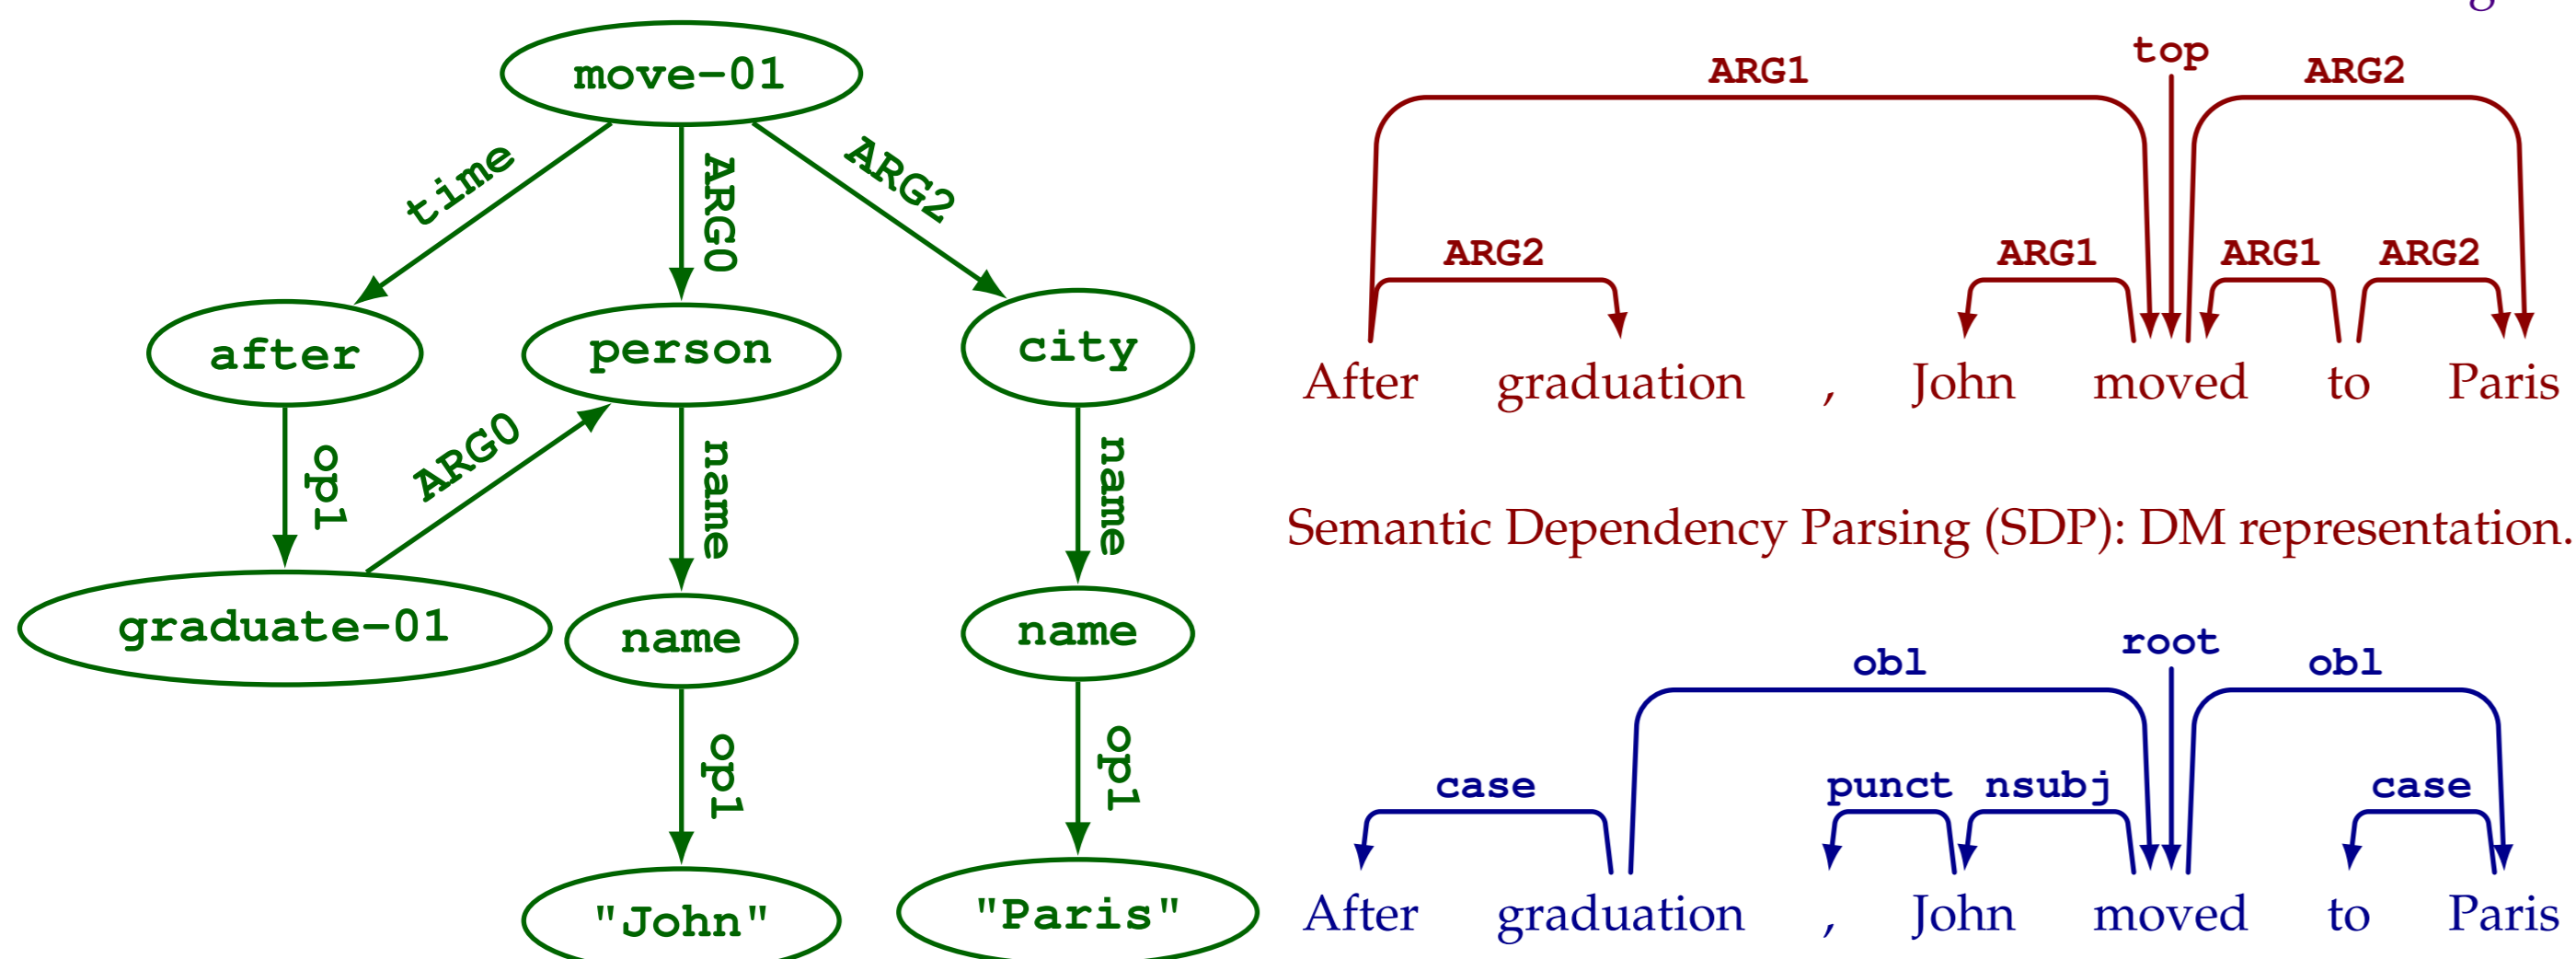 move-01
time
ARG0
ARG2
after
person
city
op1
ARG0
name
name
graduate-01
name
name
op1
op1
"John"
"Paris"
top
ARG1
ARG2
ARG2
ARG1
ARG1
ARG2
After graduation , John moved to Paris
Semantic Dependency Parsing (SDP): DM representation.
root
obl
obl
case
punct
nsubj
case
After graduation , John moved to Paris